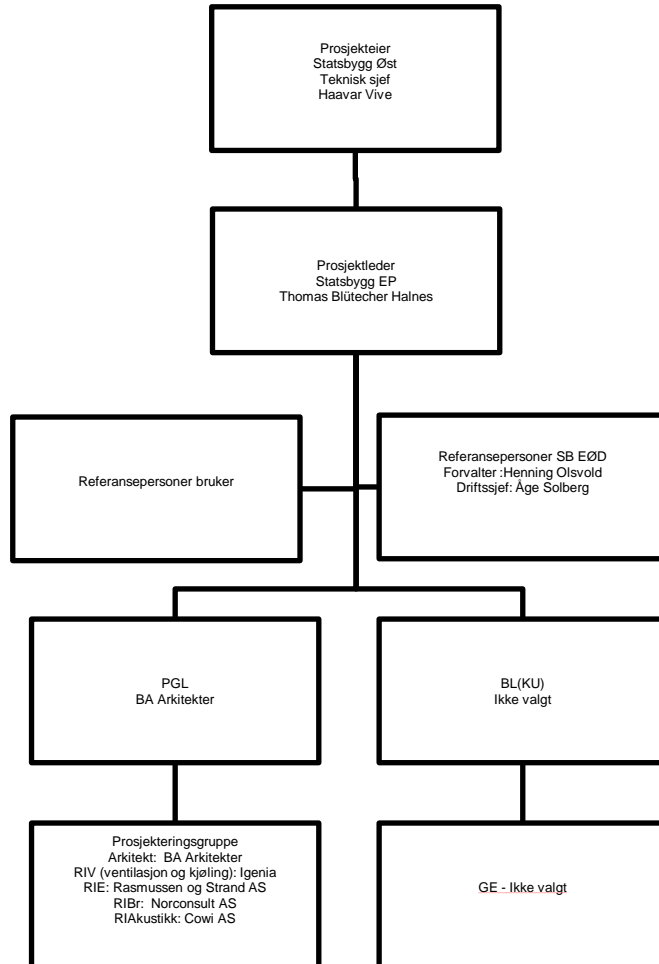 Prosjekteier
Statsbygg Øst
Teknisk sjef
Haavar Vive
Prosjektleder
Statsbygg EP
Thomas Blütecher Halnes
Referansepersoner bruker
Referansepersoner SB EØD
Forvalter :Henning Olsvold
Driftssjef: Åge Solberg
PGL
BA Arkitekter
BL(KU)
Ikke valgt
Prosjekteringsgruppe
Arkitekt: BA Arkitekter
RIV (ventilasjon og kjøling): Igenia
RIE: Rasmussen og Strand AS
RIBr: Norconsult AS
RIAkustikk: Cowi AS
GE - Ikke valgt